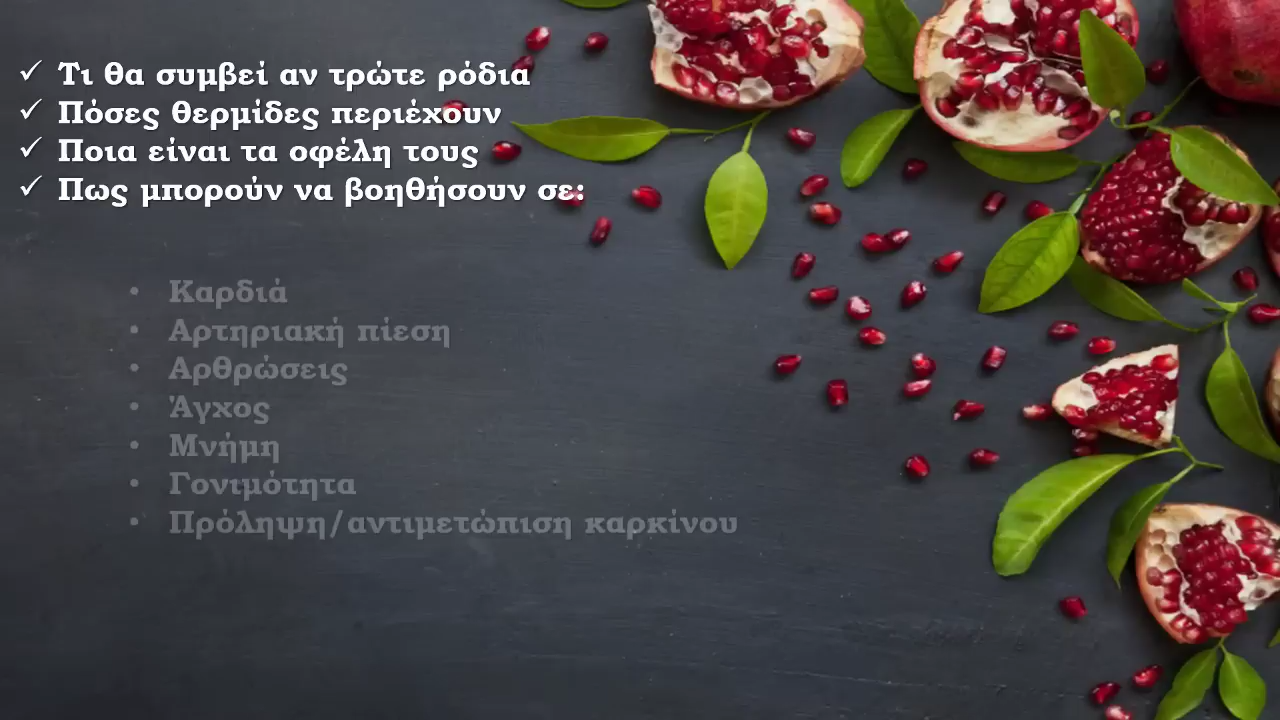 ✓ Τι θα συμβεί αν τρώτε ρόδια
✓ Πόσες θερμίδες περιέχουν
✓ Ποια είναι τα οφέλη τους
✓ Πως μπορούν να βοηθήσουν σε:
• Καρδιά
• Αρτηριακή πίεση
• Αρθρώσεις
• Άγχος
• Μνήμη
• Γονιμότητα
• Πρόληψη/αντιμετώπιση καρκίνου